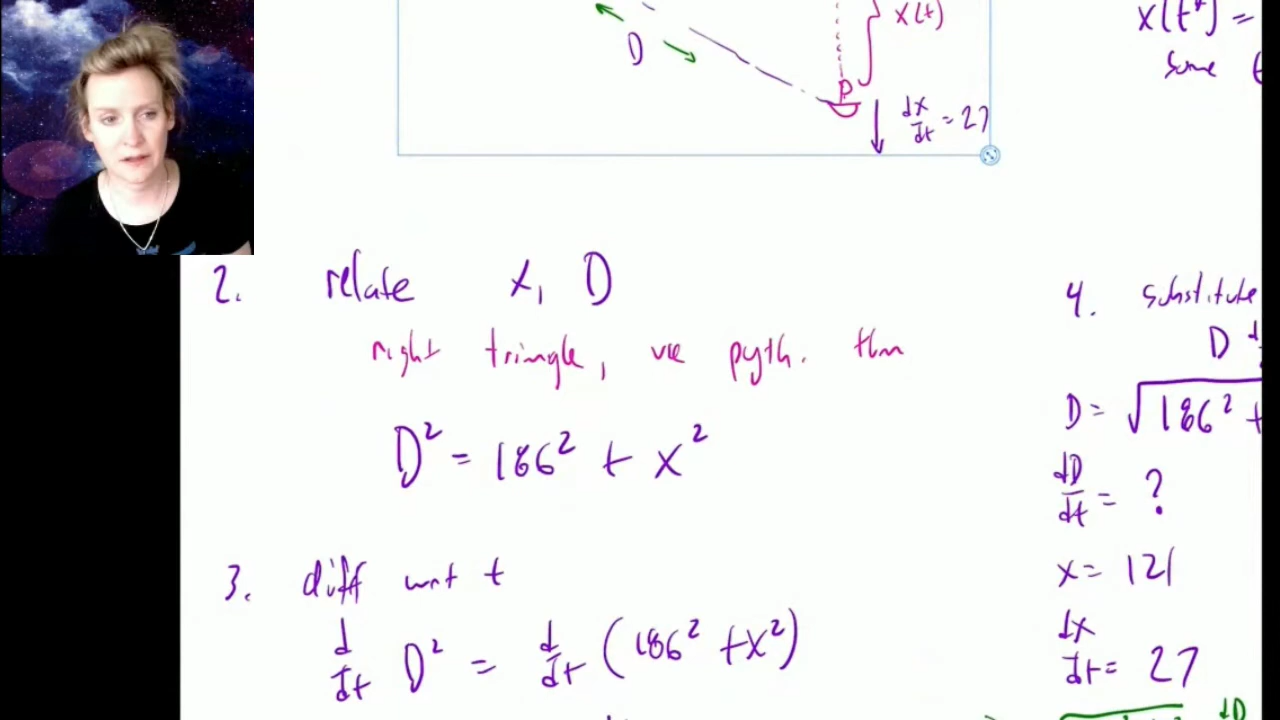 D
x(t)
P
dx/dt = 27
x(t*) =
some t
2. relate x, D
right triangle, use pyth. thm
D² = 186² + x²
3. diff wrt t
d/dt D² = d/dt (186² + x²)
4. substitute
D
D = √186² +
dD/dt = ?
x = 121
dx/dt = 27
dD